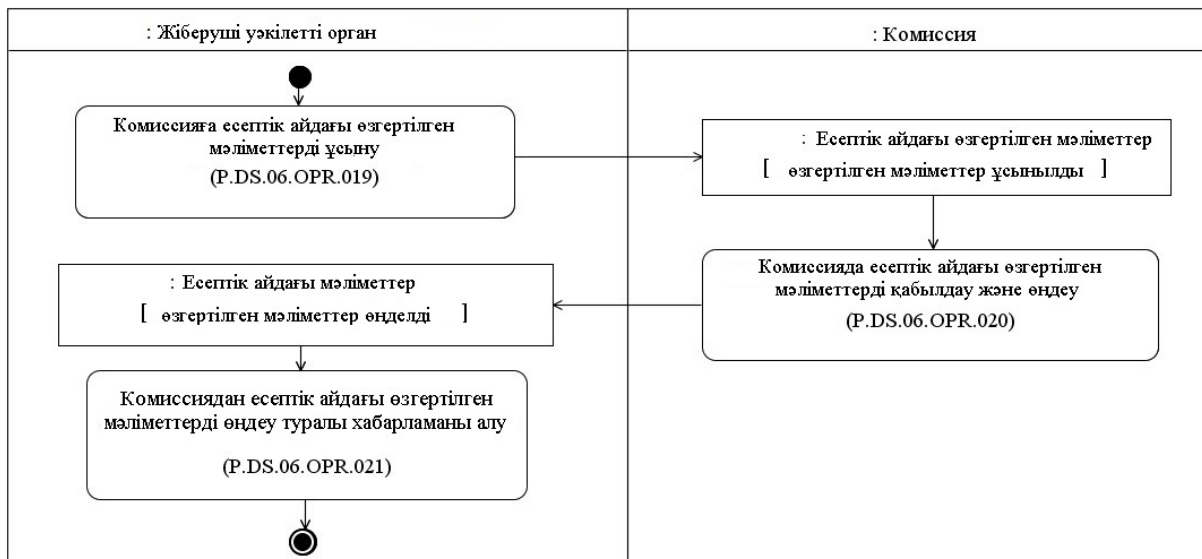 : Жіберуші уәкілетті орган
: Комиссия
Комиссияға есептік айдағы өзгертілген
мәліметтерді ұсыну
(P.DS.06.OPR.019)
: Есептік айдағы өзгертілген мәліметтер
[ өзгертілген мәліметтер ұсынылды ]
Комиссияда есептік айдағы өзгертілген
мәліметтерді қабылдау және өңдеу
(P.DS.06.OPR.020)
: Есептік айдағы мәліметтер
[ өзгертілген мәліметтер өңделді ]
Комиссиядан есептік айдағы өзгертілген
мәліметтерді өңдеу туралы хабарламаны алу
(P.DS.06.OPR.021)